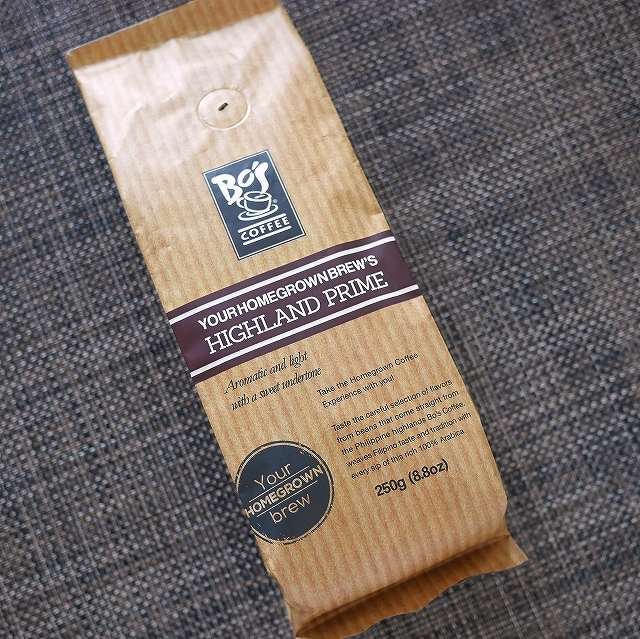 Bo's
COFFEE
YOUR HOMEGROWN BREW'S
HIGHLAND PRIME
Aromatic and light
with a sweet undertone
Take the Homegrown Coffee
Experience with you!
Taste the careful selection of flavors
from beans that come straight from
the Philippine highlands Bo's Coffee
weaves Filipino taste and tradition with
every sip of this rich 100% Arabica.
250g (8.8oz)
Your
HOMEGROWN
brew